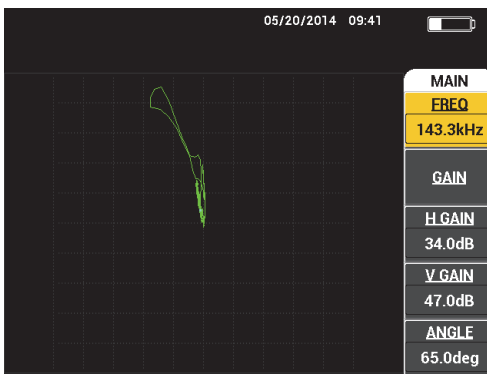 05/20/2014 09:41
MAIN
FREQ
143.3kHz
GAIN
H GAIN
34.0dB
V GAIN
47.0dB
ANGLE
65.0deg